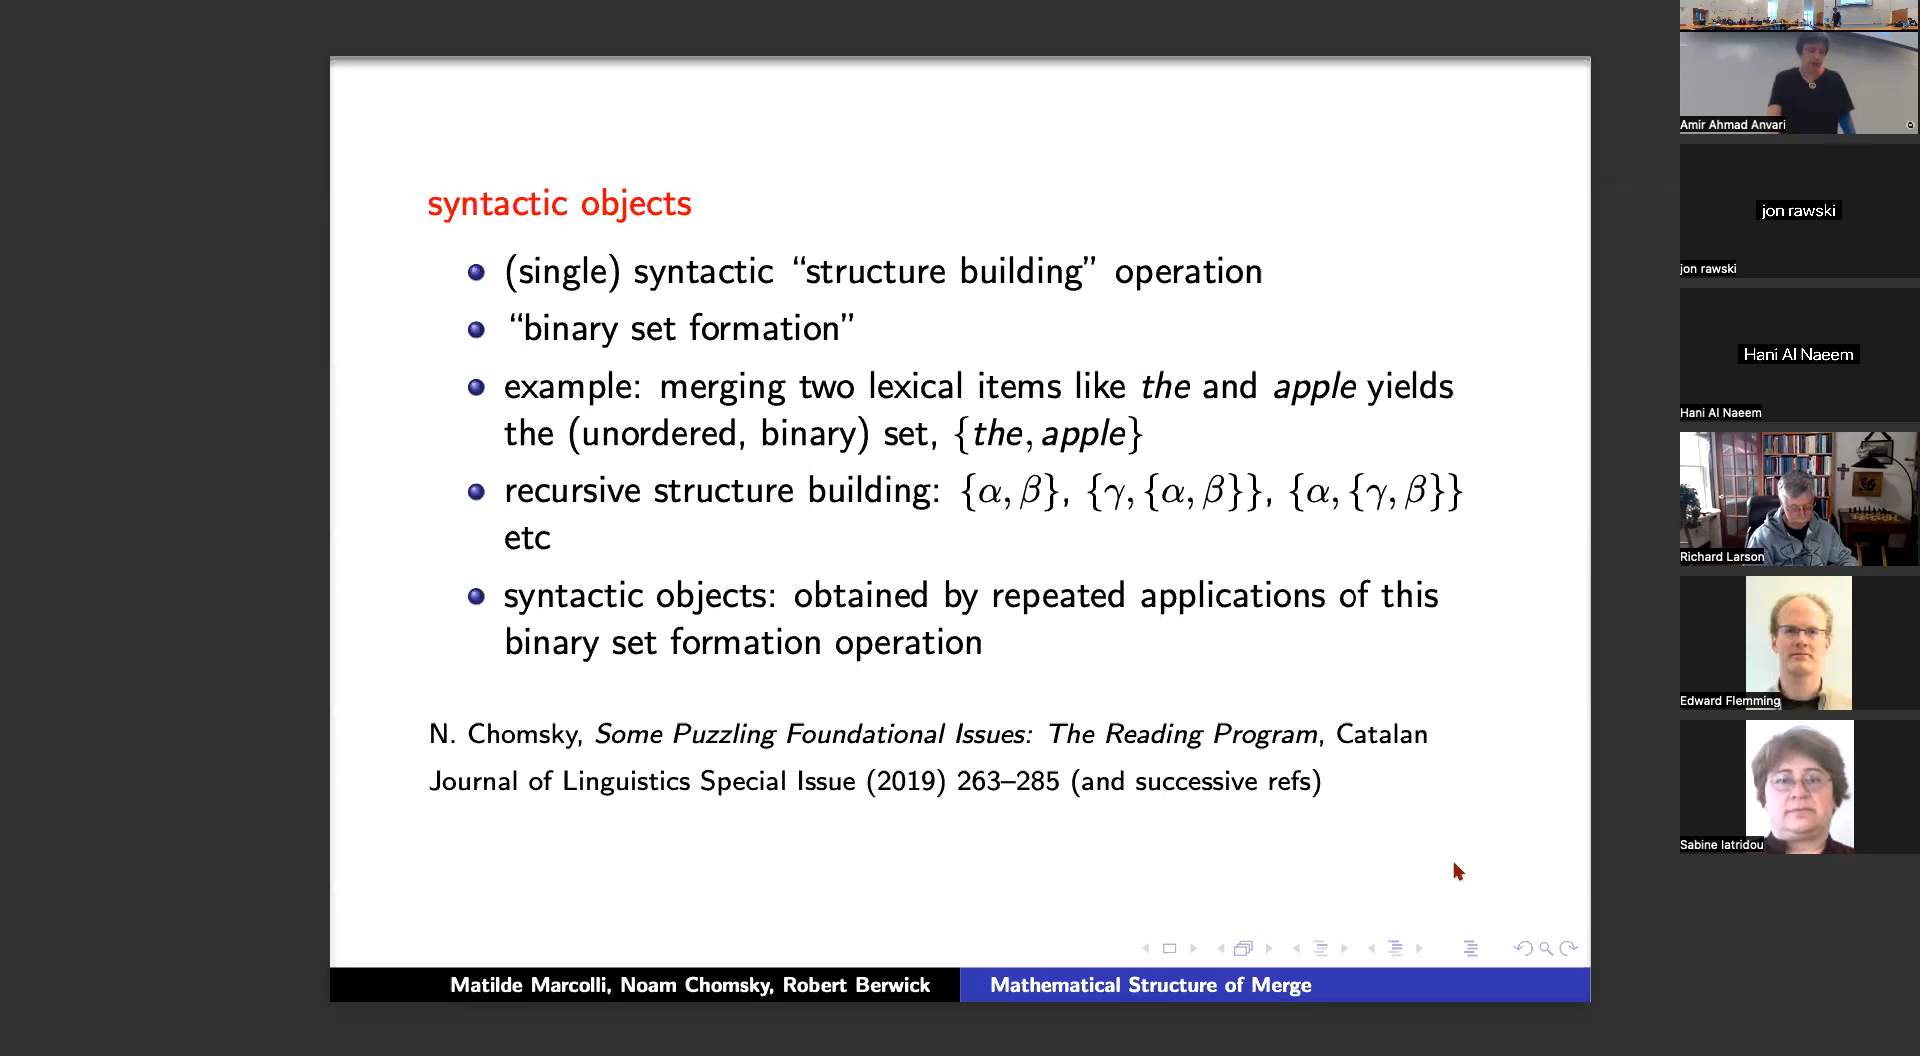 syntactic objects
(single) syntactic “structure building” operation
“binary set formation”
example: merging two lexical items like the and apple yields
the (unordered, binary) set, {the, apple}
recursive structure building: {α, β}, {γ, {α, β}}, {α, {γ, β}}
etc
syntactic objects: obtained by repeated applications of this
binary set formation operation
N. Chomsky, Some Puzzling Foundational Issues: The Reading Program, Catalan
Journal of Linguistics Special Issue (2019) 263–285 (and successive refs)
Matilde Marcolli, Noam Chomsky, Robert Berwick
Mathematical Structure of Merge
Amir Ahmad Anvari
jon rawski
jon rawski
Hani Al Naeem
Hani Al Naeem
Richard Larson
Edward Flemming
Sabine Iatridou